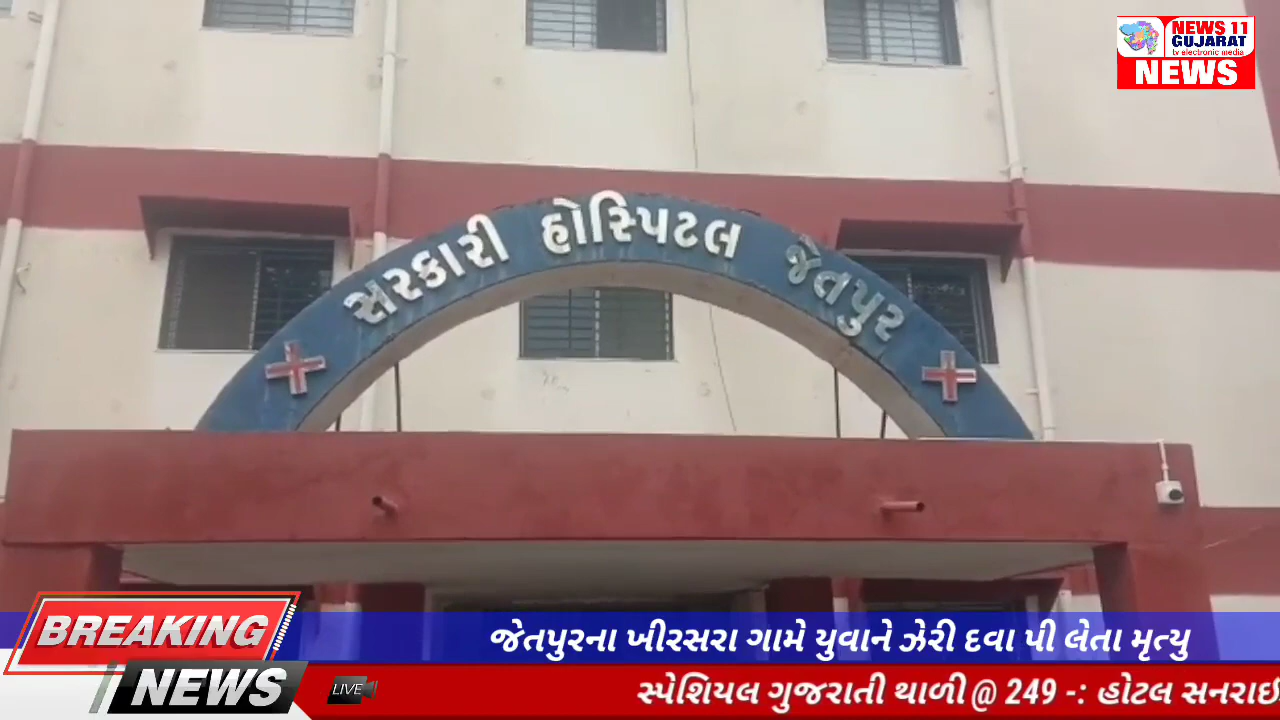 NEWS 11
GUJARAT
tv electronic media
NEWS
સરકારી હોસ્પિટલ જેતપુર
BREAKING
NEWS
LIVE
જેતપુરના ખીરસરા ગામે યુવાને ઝેરી દવા પી લેતા મૃત્યુ
સ્પેશિયલ ગુજરાતી થાળી @ 249 -: હોટલ સનરાઈ